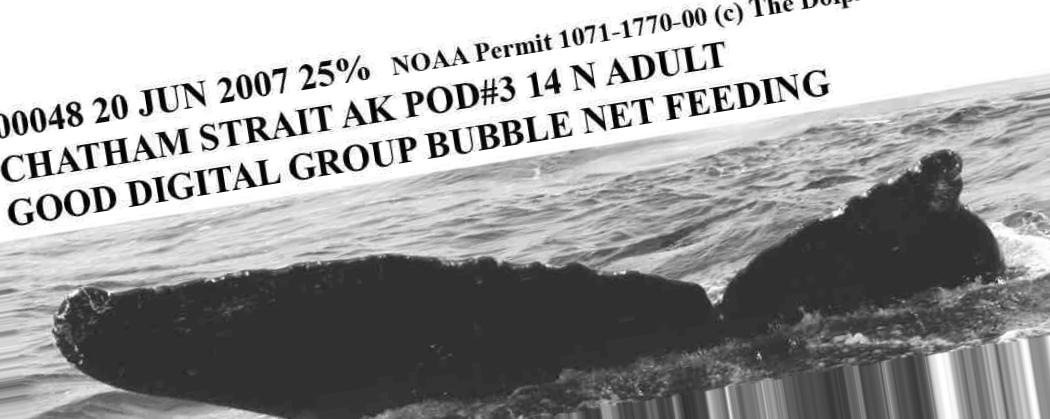 00048 20 JUN 2007 25% NOAA Permit 1071-1770-00 (c) The
CHATHAM STRAIT AK POD#3 14 N ADULT
GOOD DIGITAL GROUP BUBBLE NET FEEDING